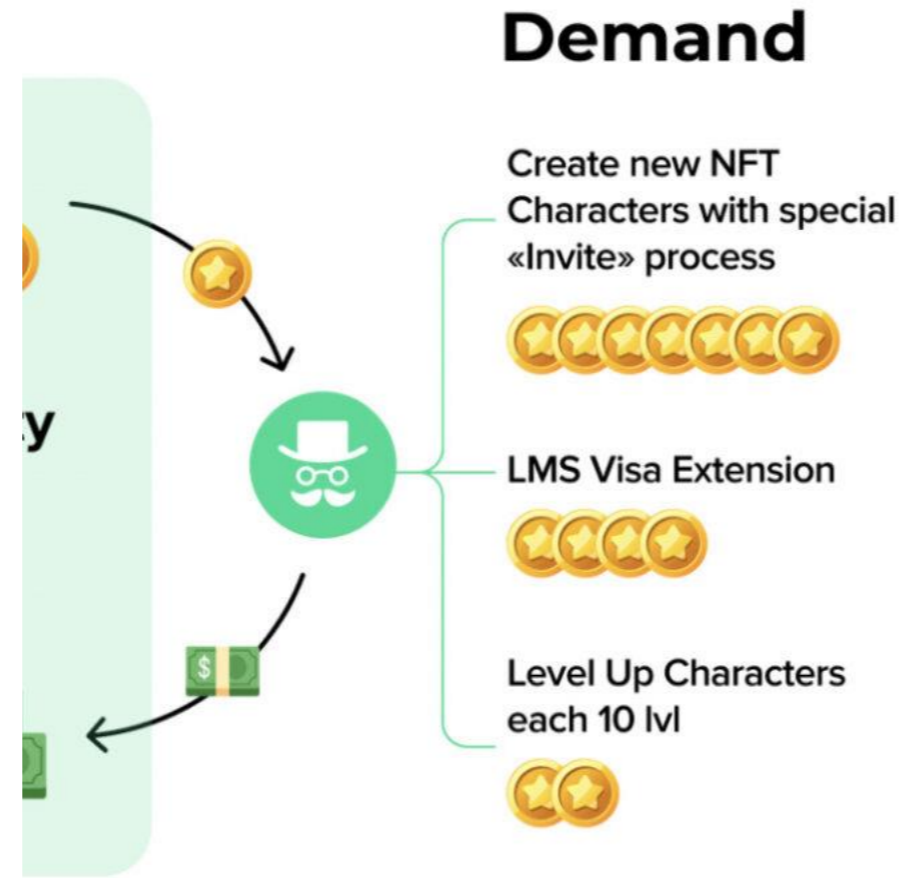 Demand
Create new NFT
Characters with special
«Invite» process
LMS Visa Extension
Level Up Characters
each 10 lvl
$